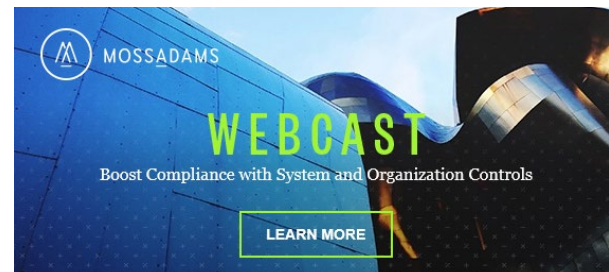 MOSSADAMS
WEBCAST
Boost Compliance with System and Organization Controls
LEARN MORE